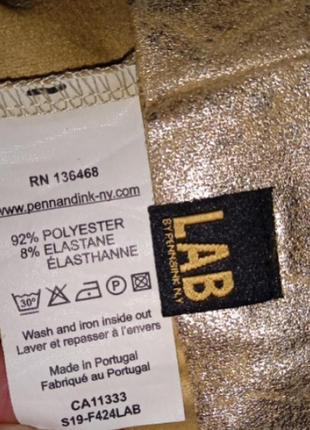 RN 136468
www.pennandink-ny.com
92% POLYESTER
8% ELASTANE
ÉLASTHANNE
30°
Wash and iron inside out
Laver et repasser à l'envers
Made in Portugal
Fabriqué au Portugal
CA11333
S19-F424LAB
LAB
BY PENN&INK N.Y